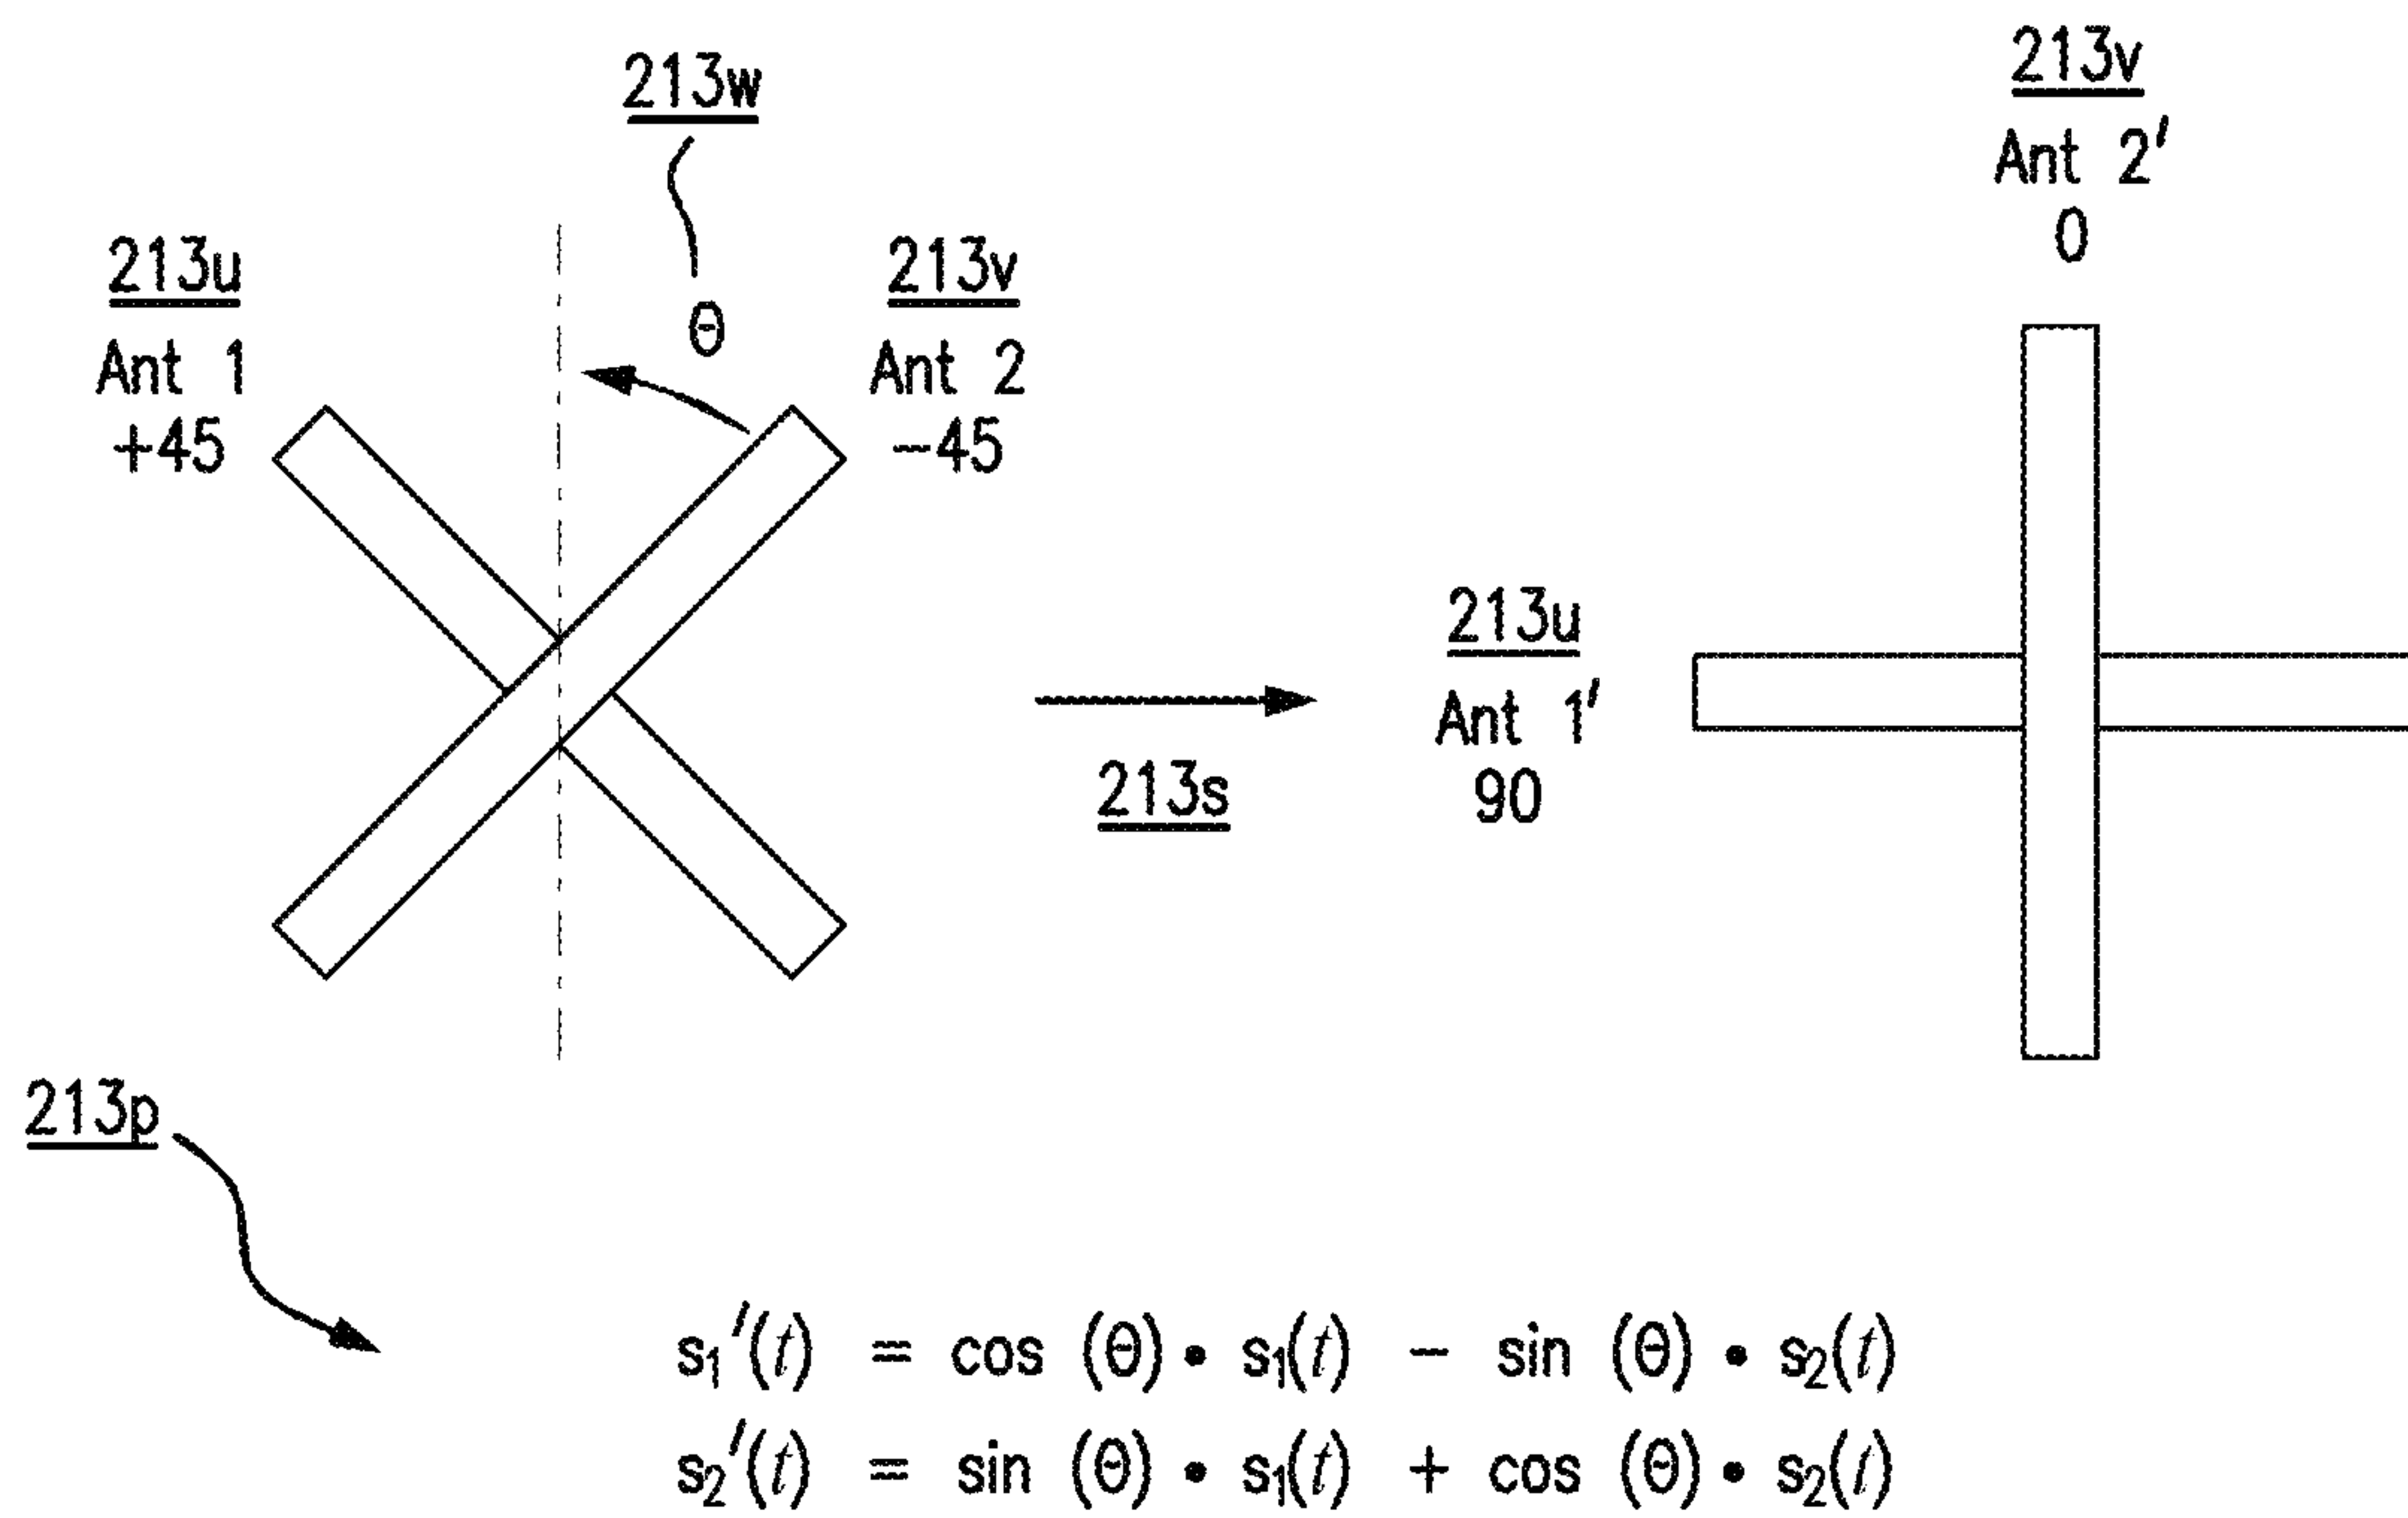 213w
213u
Ant 1
+45
θ
213v
Ant 2
-45
213s
213v
Ant 2'
0
213u
Ant 1'
90
213p
s₁'(t) = cos (θ) • s₁(t) − sin (θ) • s₂(t)
s₂'(t) = sin (θ) • s₁(t) + cos (θ) • s₂(t)